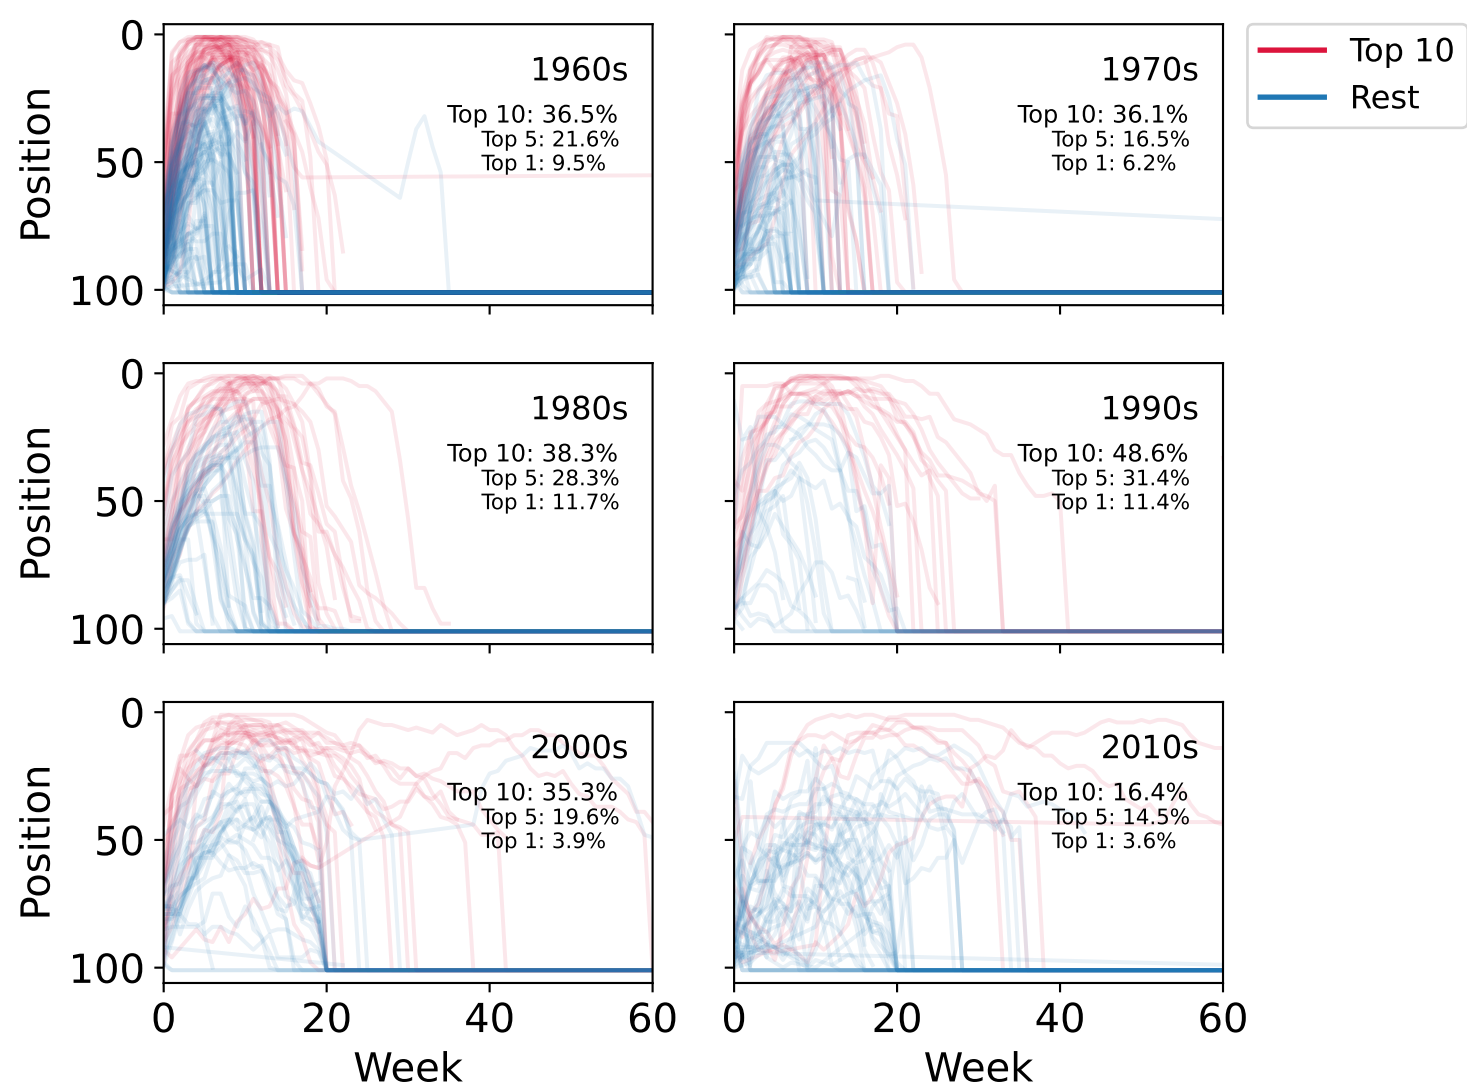 0
50
100
Position
1960s
Top 10: 36.5%
Top 5: 21.6%
Top 1: 9.5%
1970s
Top 10: 36.1%
Top 5: 16.5%
Top 1: 6.2%
Top 10
Rest
0
50
100
Position
1980s
Top 10: 38.3%
Top 5: 28.3%
Top 1: 11.7%
1990s
Top 10: 48.6%
Top 5: 31.4%
Top 1: 11.4%
0
50
100
Position
2000s
Top 10: 35.3%
Top 5: 19.6%
Top 1: 3.9%
0 20 40 60
Week
2010s
Top 10: 16.4%
Top 5: 14.5%
Top 1: 3.6%
0 20 40 60
Week